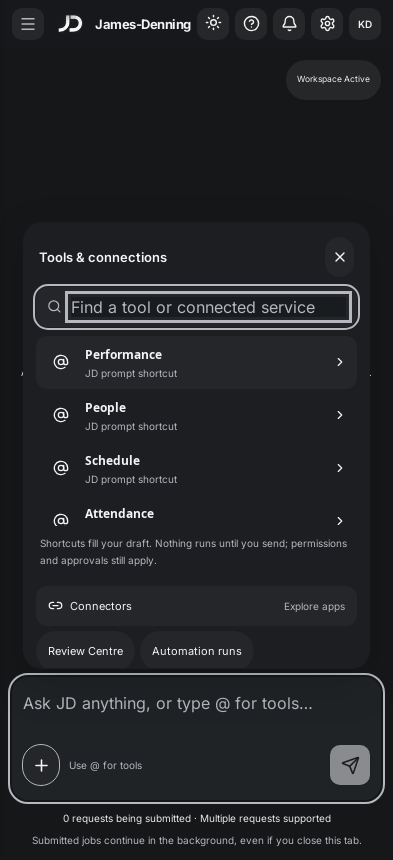 JD James-Denning KD
Workspace Active
Tools & connections
Find a tool or connected service
Performance
JD prompt shortcut
People
JD prompt shortcut
Schedule
JD prompt shortcut
Attendance
Shortcuts fill your draft. Nothing runs until you send; permissions
and approvals still apply.
Connectors Explore apps
Review Centre Automation runs
Ask JD anything, or type @ for tools...
Use @ for tools
0 requests being submitted · Multiple requests supported
Submitted jobs continue in the background, even if you close this tab.